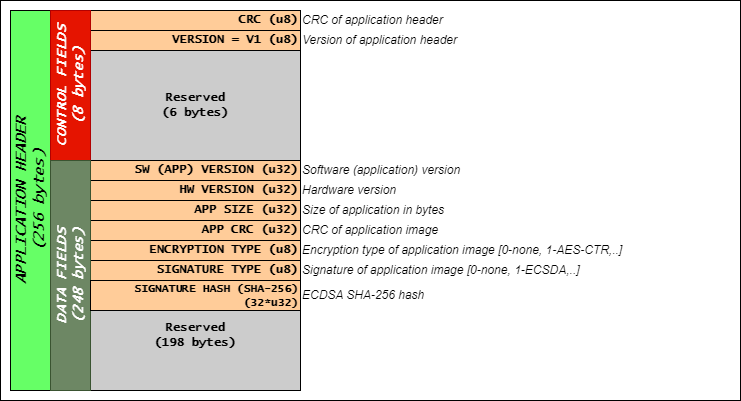 APPLICATION HEADER
(256 bytes)
CONTROL FIELDS
(8 bytes)
CRC (u8) CRC of application header
VERSION = V1 (u8) Version of application header
Reserved
(6 bytes)
DATA FIELDS
(248 bytes)
SW (APP) VERSION (u32) Software (application) version
HW VERSION (u32) Hardware version
APP SIZE (u32) Size of application in bytes
APP CRC (u32) CRC of application image
ENCRYPTION TYPE (u8) Encryption type of application image [0-none, 1-AES-CTR,..]
SIGNATURE TYPE (u8) Signature of application image [0-none, 1-ECSDA,..]
SIGNATURE HASH (SHA-256)
(32*u32) ECDSA SHA-256 hash
Reserved
(198 bytes)